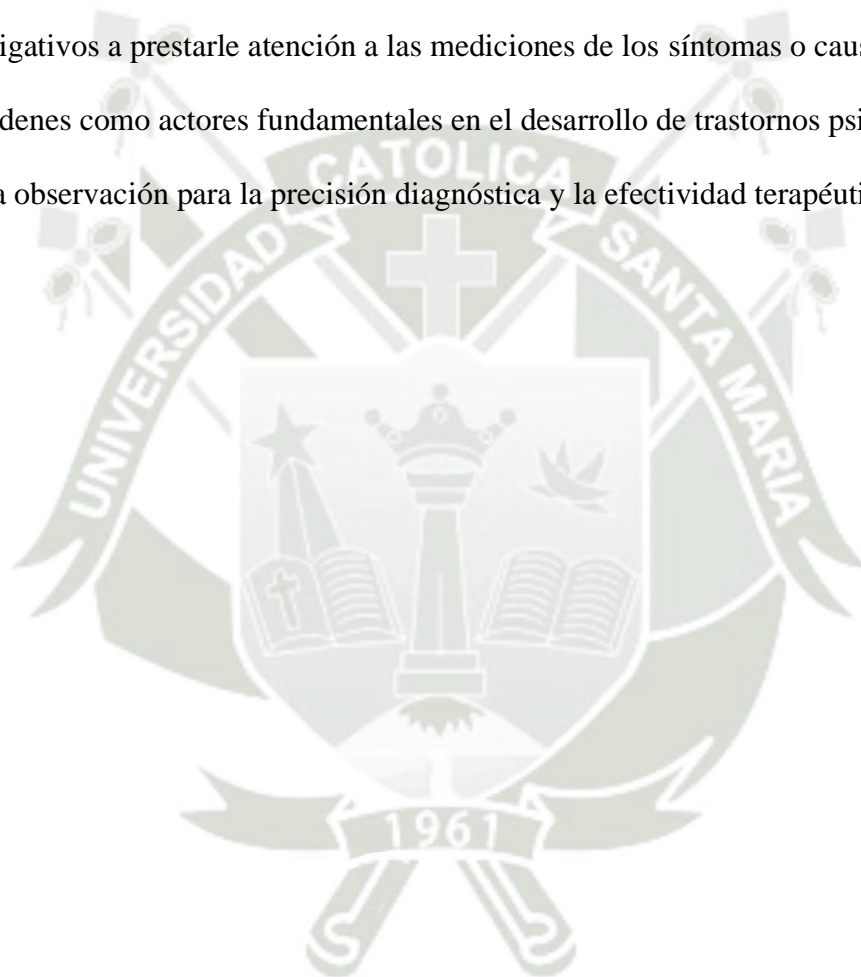 igativos a prestarle atención a las mediciones de los síntomas o caus
denes como actores fundamentales en el desarrollo de trastornos psi
a observación para la precisión diagnóstica y la efectividad terapéuti
UNIVERSIDAD CATOLICA SANTA MARIA
1961